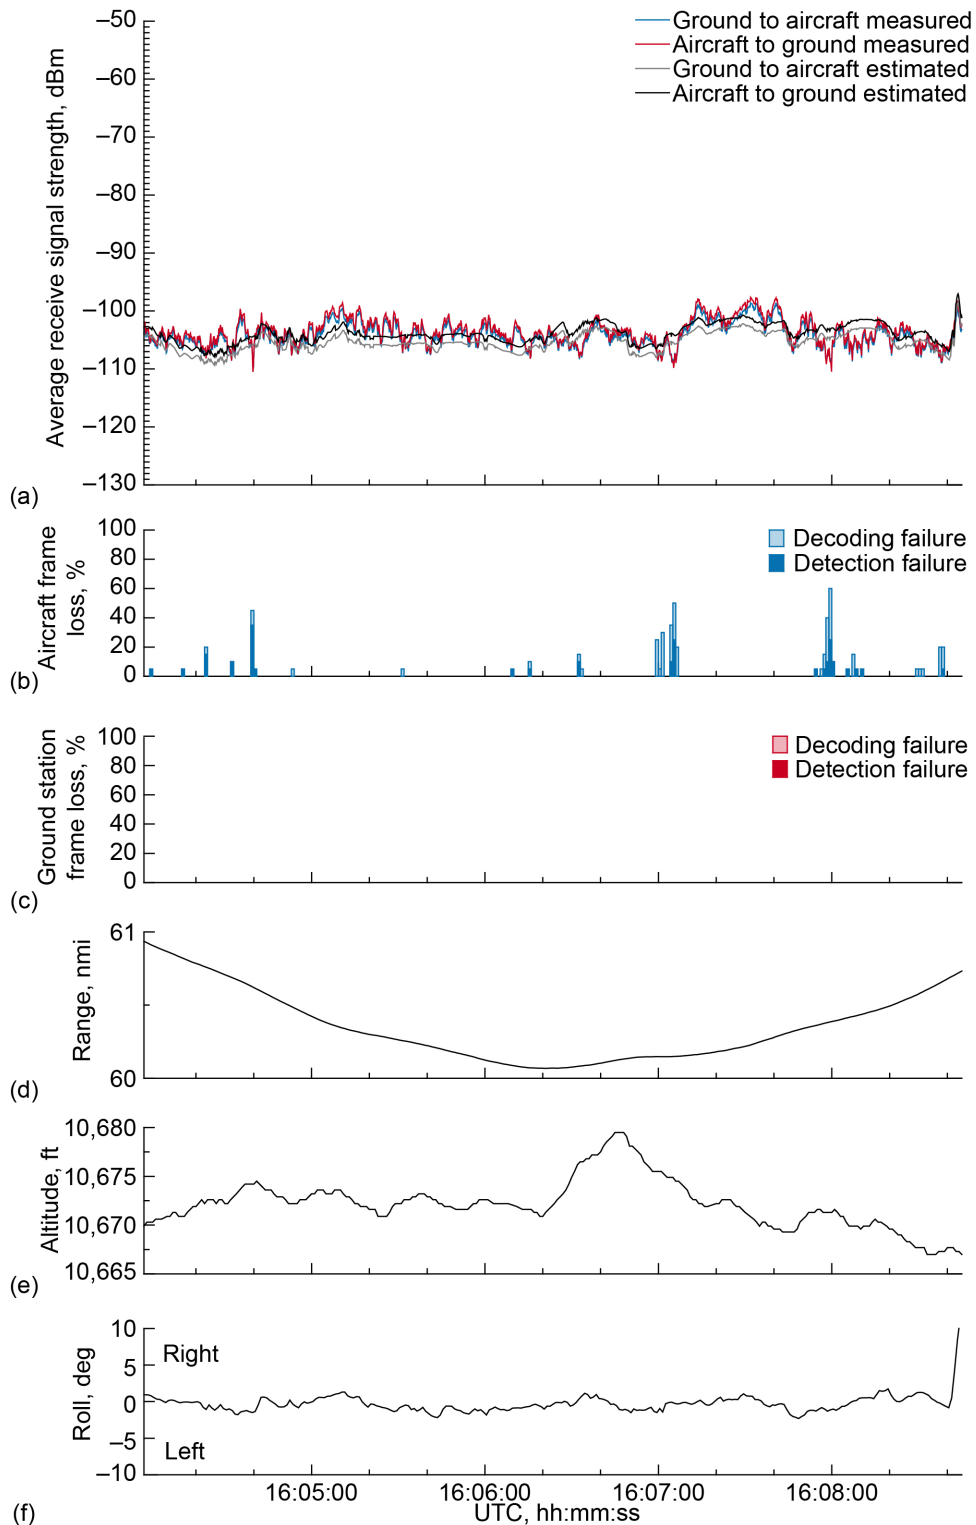 Ground to aircraft measured
Aircraft to ground measured
Ground to aircraft estimated
Aircraft to ground estimated
Average receive signal strength, dBm
–50
–60
–70
–80
–90
–100
–110
–120
–130
(a)
Aircraft frame
loss, %
100
80
60
40
20
0
Decoding failure
Detection failure
(b)
Ground station
frame loss, %
100
80
60
40
20
0
Decoding failure
Detection failure
(c)
Range, nmi
61
60
(d)
Altitude, ft
10,680
10,675
10,670
10,665
(e)
Roll, deg
10
5
0
–5
–10
Right
Left
16:05:00 16:06:00 16:07:00 16:08:00
UTC, hh:mm:ss
(f)